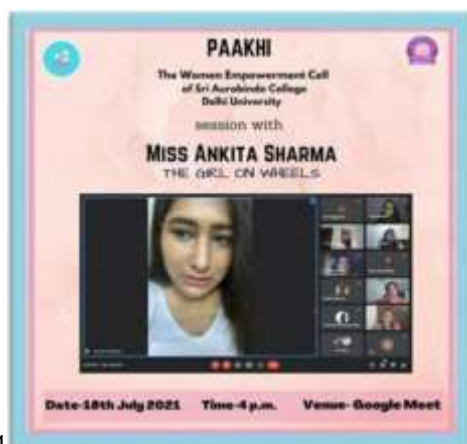 PAAKHI
The Women Empowerment Cell
of Sri Aurobindo College
Delhi University
session with
MISS ANKITA SHARMA
THE GIRL ON WHEELS
Date-18th July 2021 Time-4 p.m. Venue- Google Meet